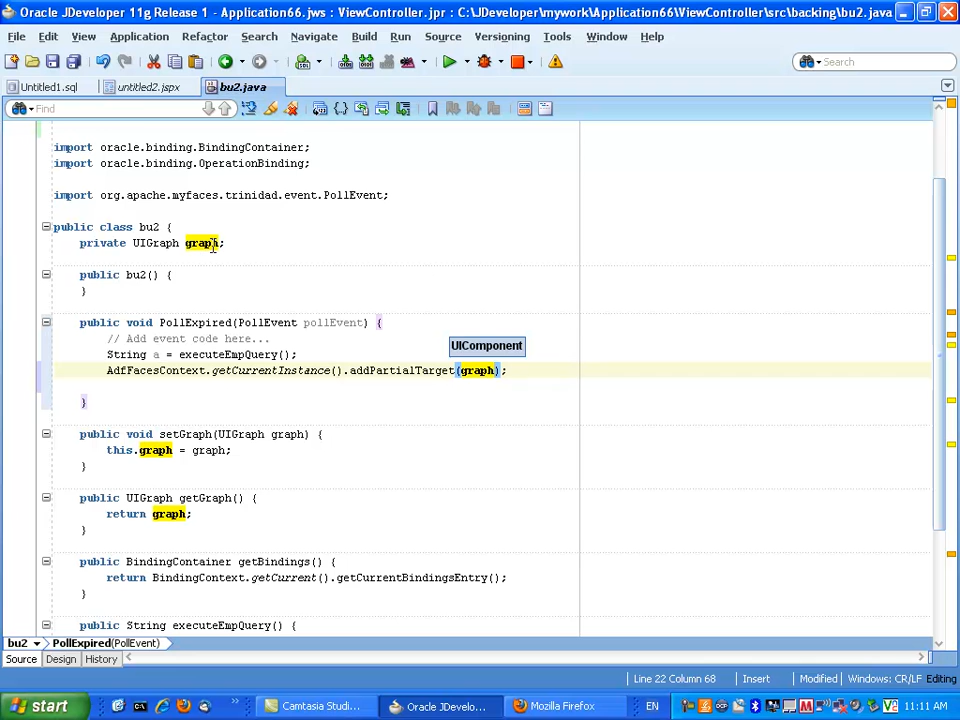 Oracle JDeveloper 11g Release 1 - Application66.jws : ViewController.jpr : C:\JDeveloper\mywork\Application66\ViewController\src\backing\bu2.java
File Edit View Application Refactor Search Navigate Build Run Source Versioning Tools Window Help
Search
Untitled1.sql untitled2.jspx bu2.java
Find
import oracle.binding.BindingContainer;
import oracle.binding.OperationBinding;
import org.apache.myfaces.trinidad.event.PollEvent;
public class bu2 {
private UIGraph graph;
public bu2() {
}
public void PollExpired(PollEvent pollEvent) {
// Add event code here...
String a = executeEmpQuery();
UIComponent
AdfFacesContext.getCurrentInstance().addPartialTarget(graph);
}
public void setGraph(UIGraph graph) {
this.graph = graph;
}
public UIGraph getGraph() {
return graph;
}
public BindingContainer getBindings() {
return BindingContext.getCurrent().getCurrentBindingsEntry();
}
public String executeEmpQuery() {
bu2 PollExpired(PollEvent)
Source Design History
Line 22 Column 68 Insert Modified Windows: CR/LF Editing
start Camtasia Studi... Oracle JDevelo... Mozilla Firefox EN 11:11 AM